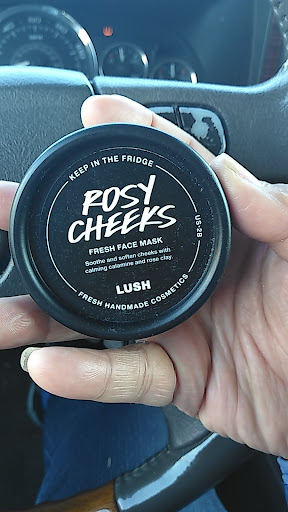 KEEP IN THE FRIDGE
ROSY
CHEEKS
FRESH FACE MASK
Soothe and soften cheeks with
calming calamine and rose clay
LUSH
US-2B
FRESH HANDMADE COSMETICS